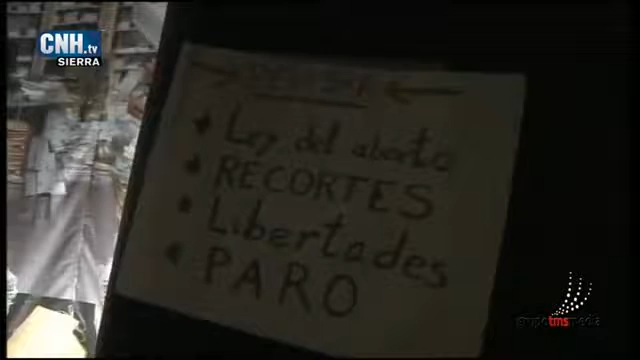 CNH.tv
SIERRA
Ley del aborto
RECORTES
Libertades
PARO
grupotmsmedia